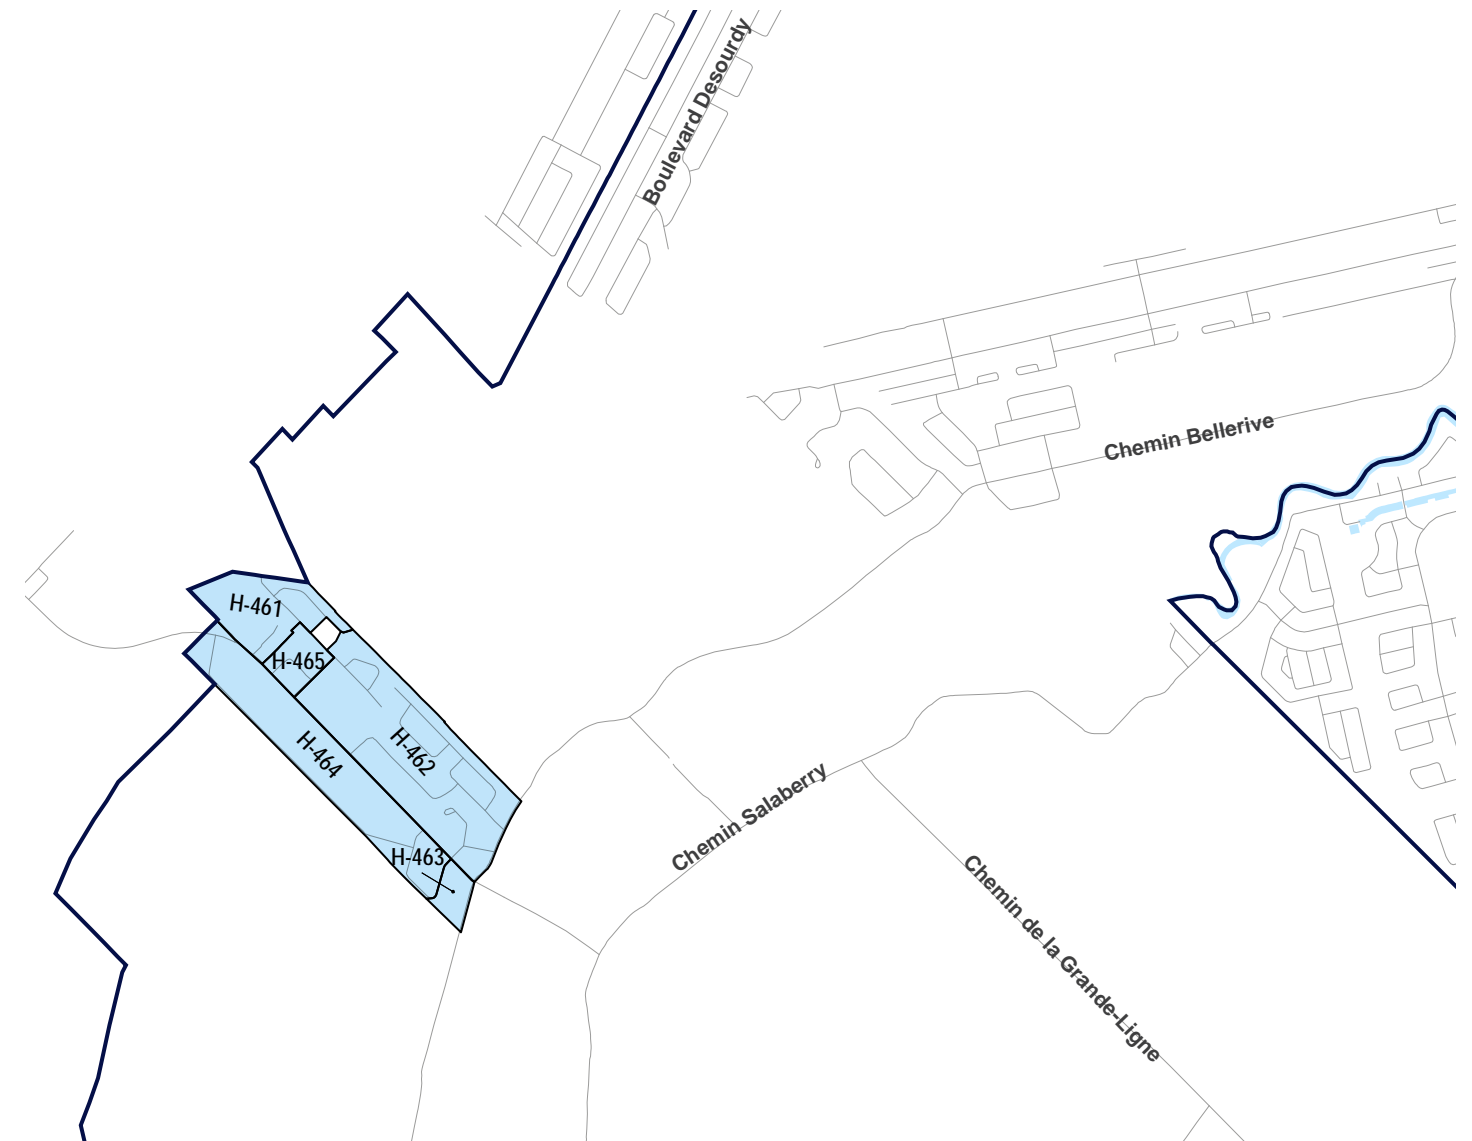 Boulevard Desourdy
Chemin Bellerive
H-461
H-465
H-464
H-462
Chemin Salaberry
H-463
Chemin de la Grande-Ligne